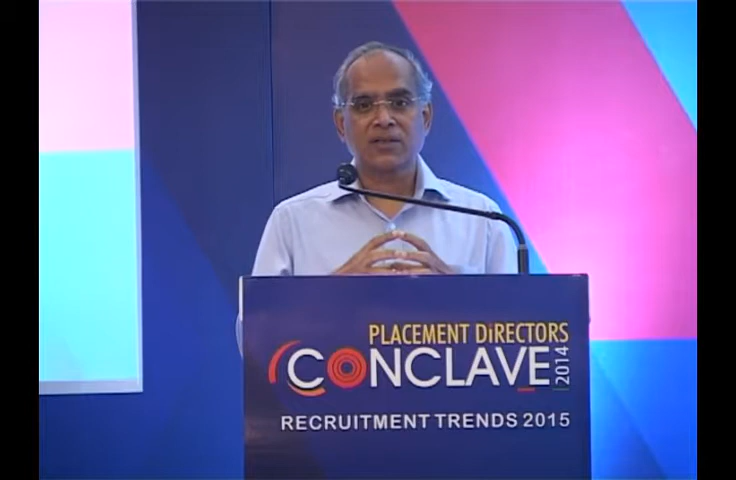 PLACEMENT DiRECTORS
CONCLAVE 2014
RECRUITMENT TRENDS 2015